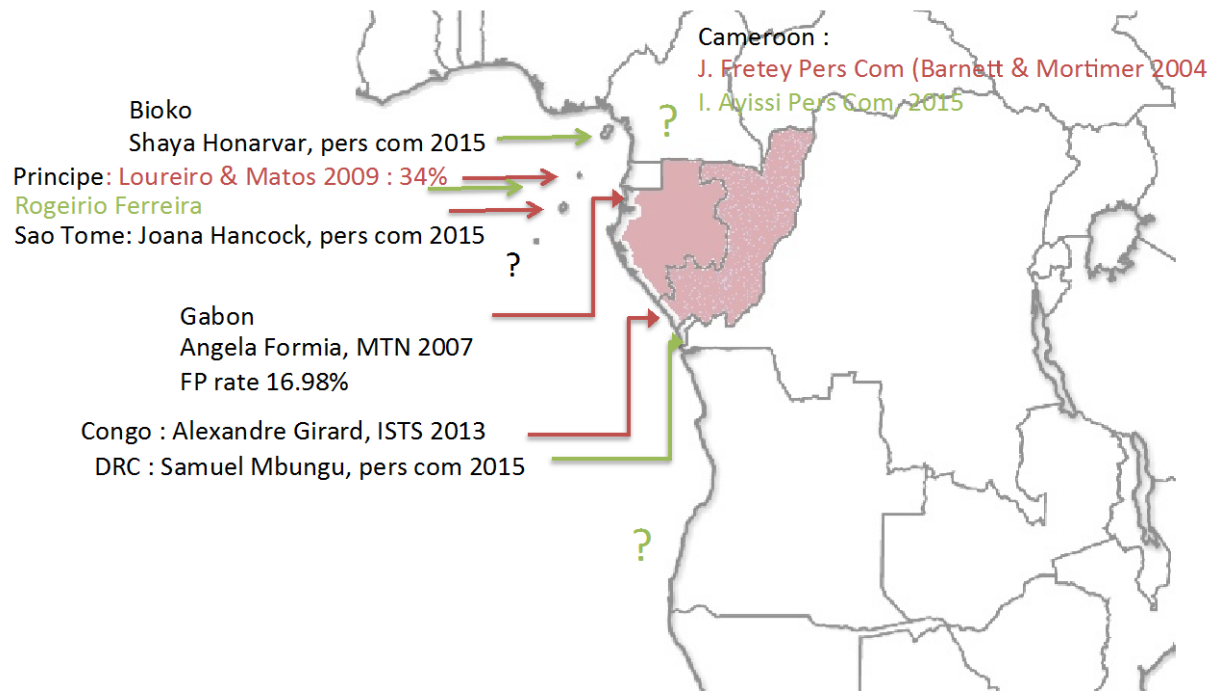 Cameroon :
J. Fretey Pers Com (Barnett & Mortimer 2004
I. Ayissi Pers Com, 2015
?
Bioko
Shaya Honarvar, pers com 2015
Principe: Loureiro & Matos 2009 : 34%
Rogeirio Ferreira
Sao Tome: Joana Hancock, pers com 2015
?
Gabon
Angela Formia, MTN 2007
FP rate 16.98%
Congo : Alexandre Girard, ISTS 2013
DRC : Samuel Mbungu, pers com 2015
?